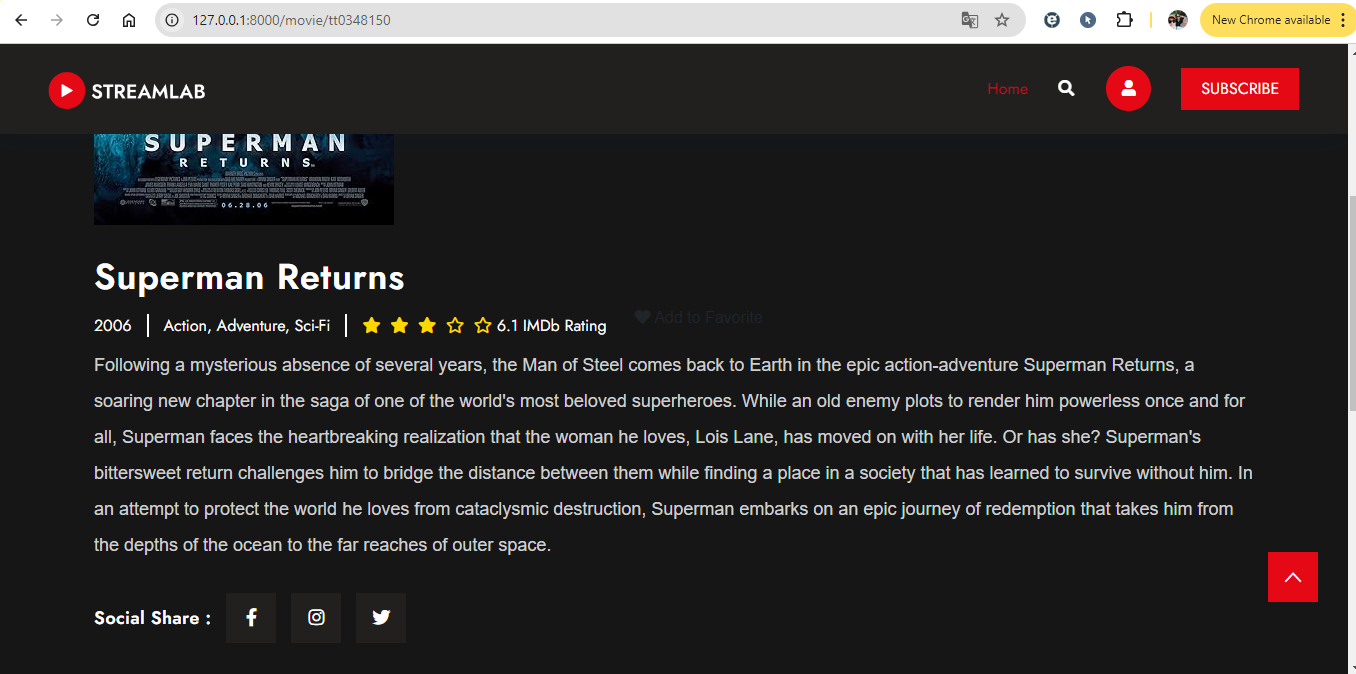 127.0.0.1:8000/movie/tt0348150
New Chrome available
STREAMLAB
Home
SUBSCRIBE
SUPERMAN
RETURNS
06.28.06
Superman Returns
2006
Action, Adventure, Sci-Fi
6.1 IMDb Rating
Add to Favorite
Following a mysterious absence of several years, the Man of Steel comes back to Earth in the epic action-adventure Superman Returns, a
soaring new chapter in the saga of one of the world's most beloved superheroes. While an old enemy plots to render him powerless once and for
all, Superman faces the heartbreaking realization that the woman he loves, Lois Lane, has moved on with her life. Or has she? Superman's
bittersweet return challenges him to bridge the distance between them while finding a place in a society that has learned to survive without him. In
an attempt to protect the world he loves from cataclysmic destruction, Superman embarks on an epic journey of redemption that takes him from
the depths of the ocean to the far reaches of outer space.
Social Share :